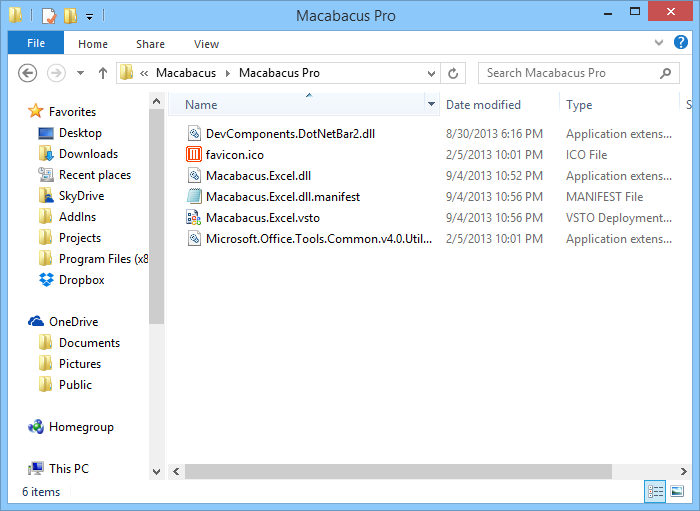 Macabacus Pro
File Home Share View
Macabacus Macabacus Pro
Search Macabacus Pro
Name Date modified Type S
Favorites
Desktop
Downloads
Recent places
SkyDrive
AddIns
Projects
Program Files (x8
Dropbox
OneDrive
Documents
Pictures
Public
Homegroup
This PC
DevComponents.DotNetBar2.dll 8/30/2013 6:16 PM Application extens...
favicon.ico 2/5/2013 10:01 PM ICO File
Macabacus.Excel.dll 9/4/2013 10:52 PM Application extens...
Macabacus.Excel.dll.manifest 9/4/2013 10:56 PM MANIFEST File
Macabacus.Excel.vsto 9/4/2013 10:56 PM VSTO Deploymen...
Microsoft.Office.Tools.Common.v4.0.Util... 2/5/2013 10:01 PM Application extens...
6 items